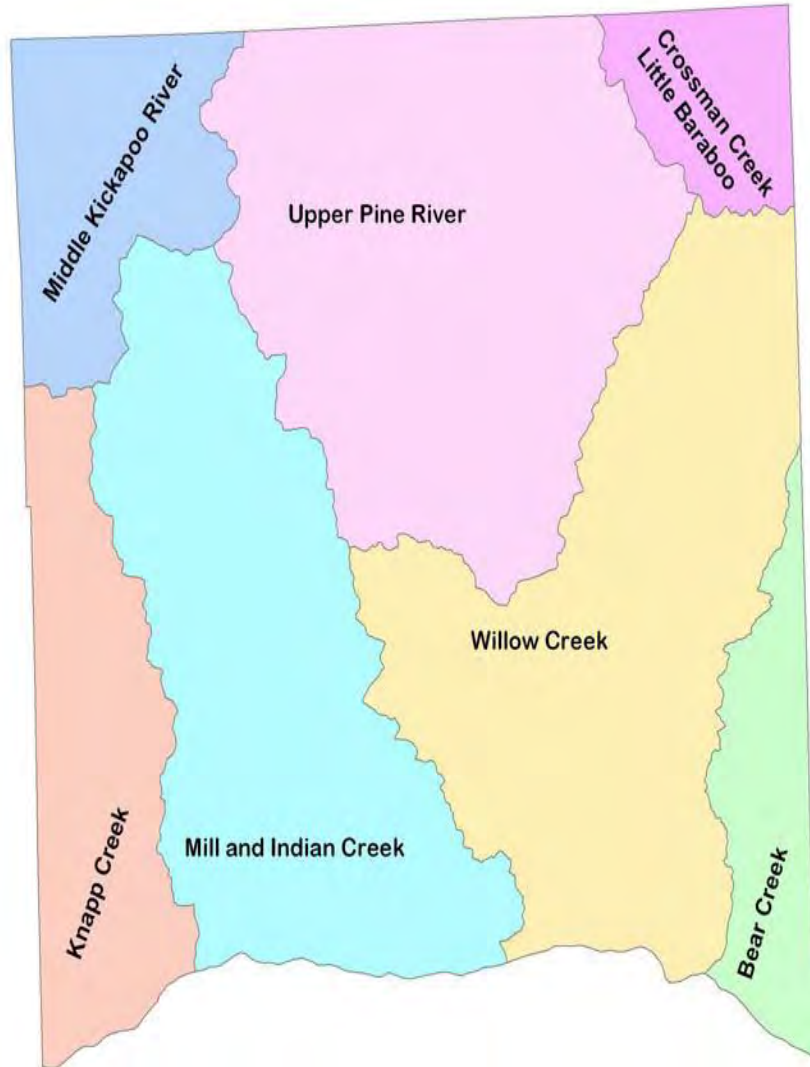 Middle Kickapoo River
Crossman Creek
Little Baraboo
Upper Pine River
Willow Creek
Mill and Indian Creek
Knapp Creek
Bear Creek